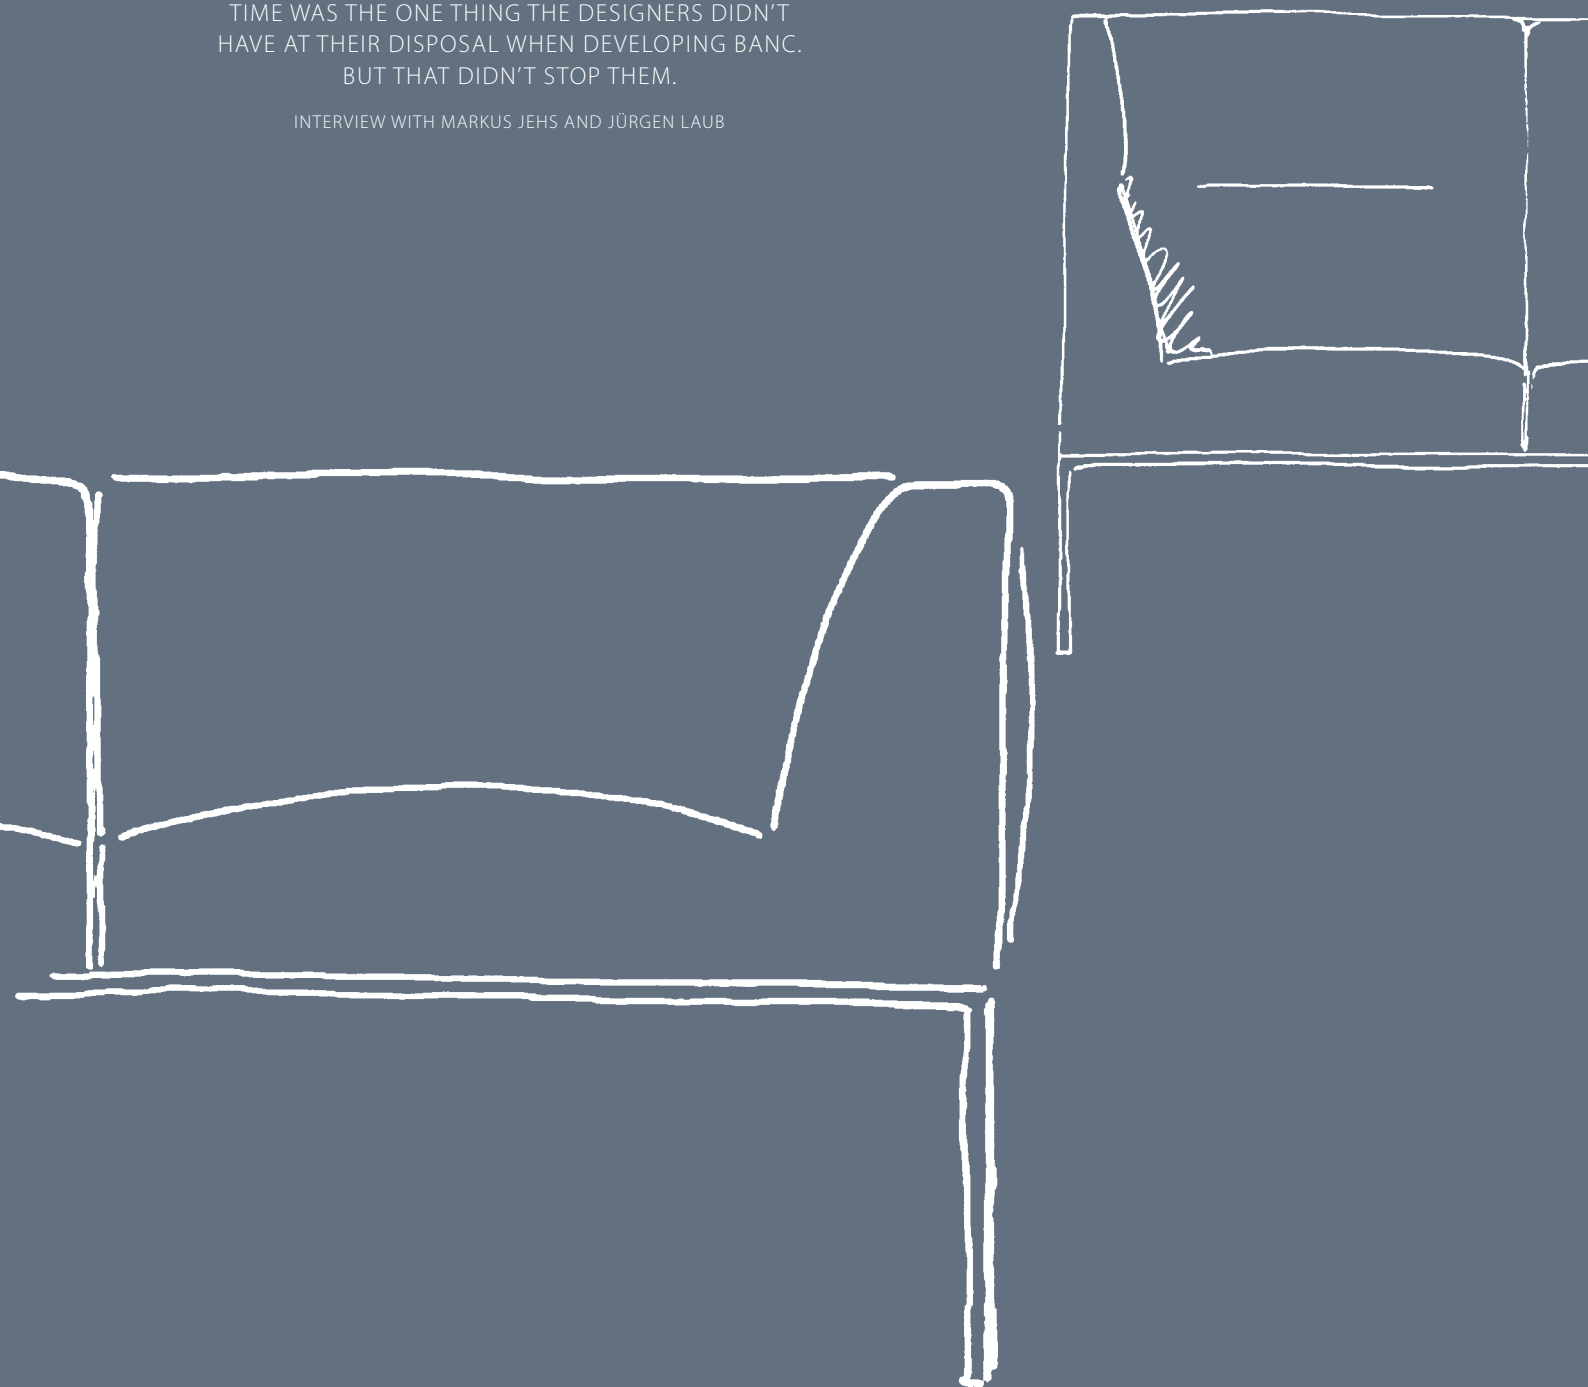 TIME WAS THE ONE THING THE DESIGNERS DIDN’T
HAVE AT THEIR DISPOSAL WHEN DEVELOPING BANC.
BUT THAT DIDN’T STOP THEM.
INTERVIEW WITH MARKUS JEHS AND JÜRGEN LAUB